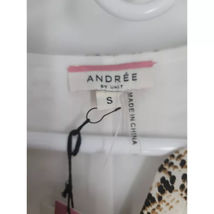 ANDRÉE
BY UNIT
S
MADE IN CHINA